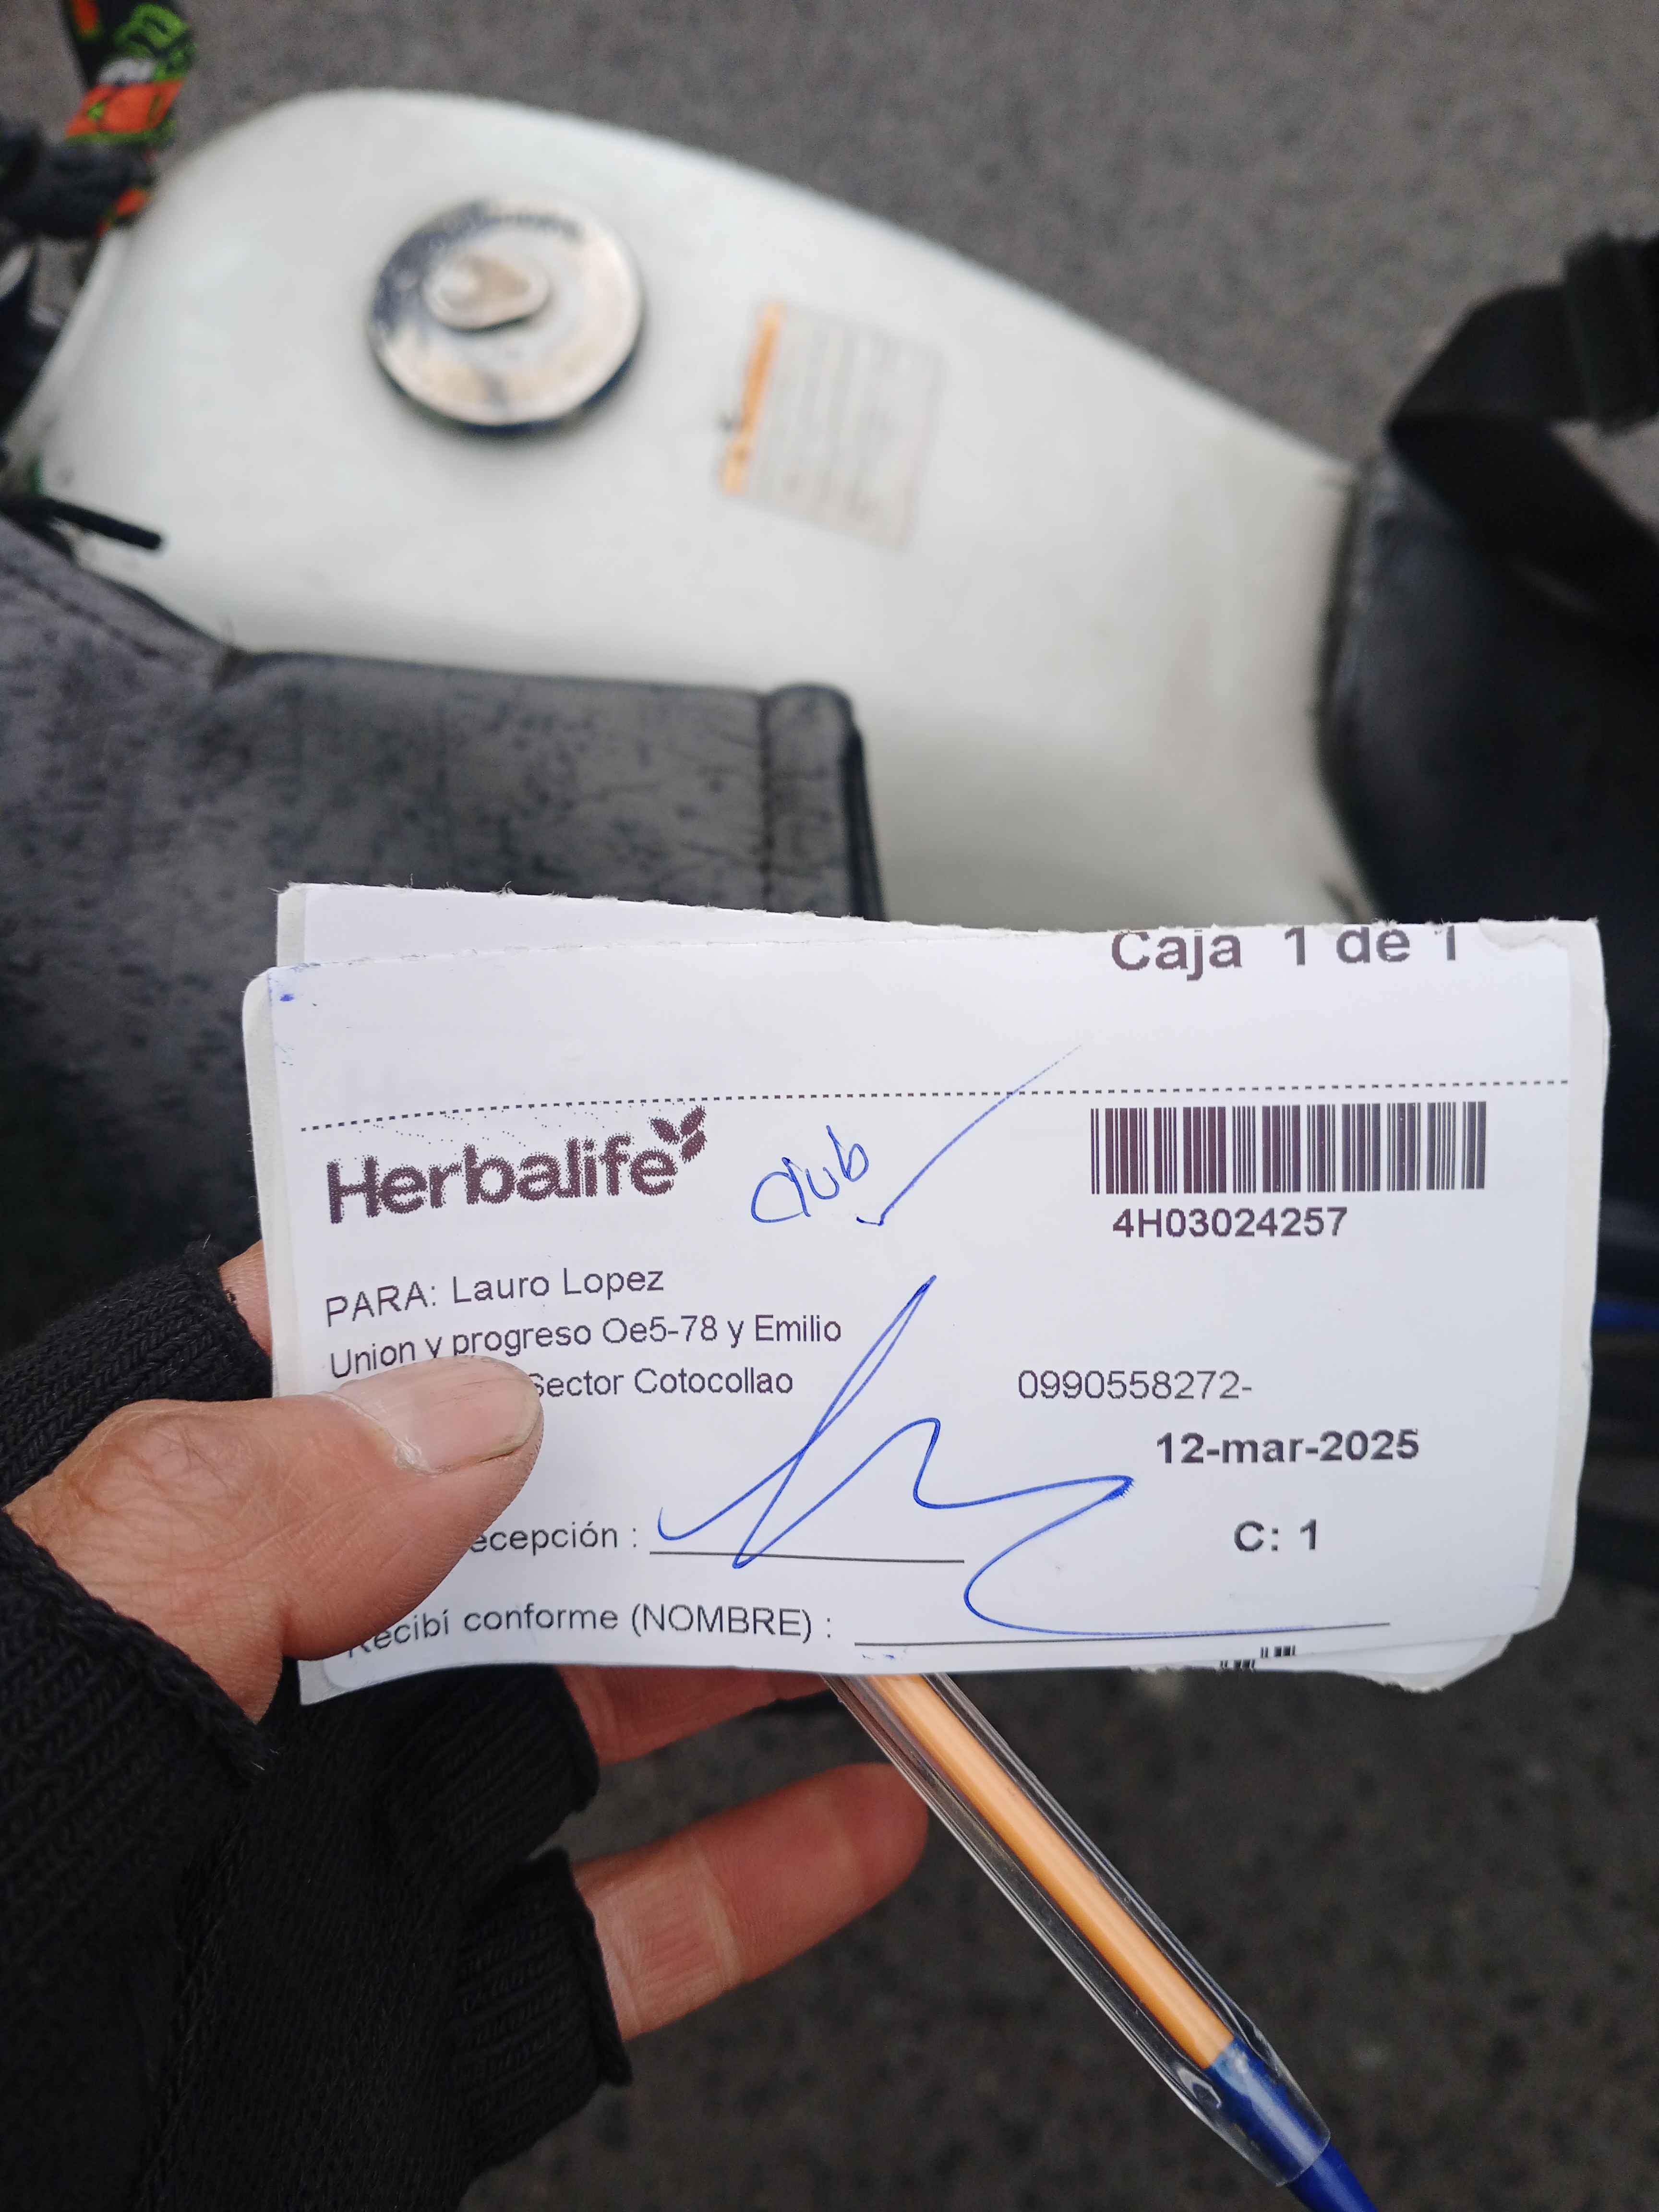 Caja 1 de 1
Herbalife
Club
4H03024257
PARA: Lauro Lopez
Union y progreso Oe5-78 y Emilio
Sector Cotocollao
0990558272-
12-mar-2025
ecepción :
C: 1
Recibí conforme (NOMBRE) :